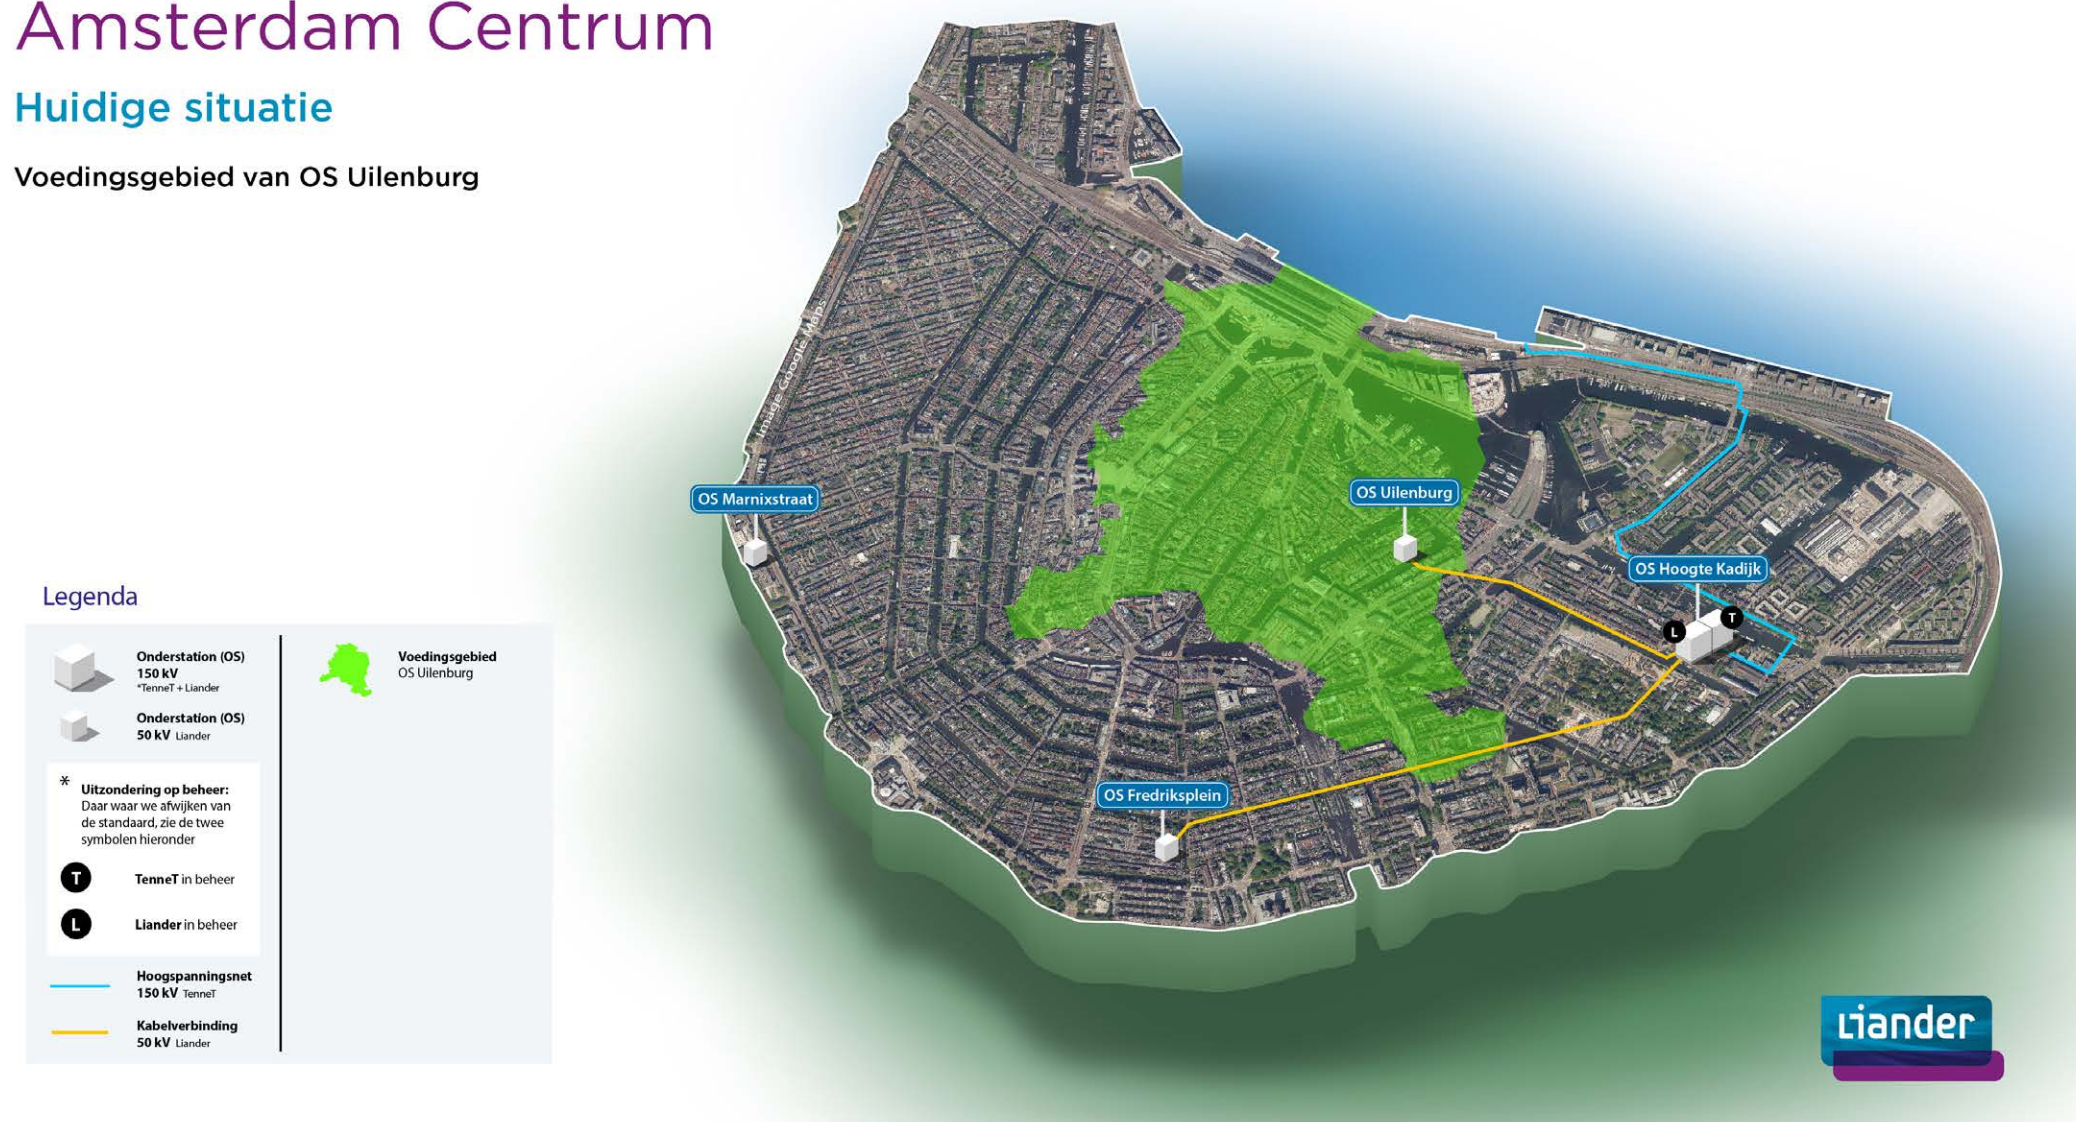 Amsterdam Centrum
Huidige situatie
Voedingsgebied van OS Uilenburg
Image Google Maps
OS Marnixstraat
OS Uilenburg
OS Hoogte Kadijk
L
T
OS Fredriksplein
Legenda
Onderstation (OS)
150 kV
*TenneT + Liander
Onderstation (OS)
50 kV Liander
* Uitzondering op beheer:
Daar waar we afwijken van
de standaard, zie de twee
symbolen hieronder
T TenneT in beheer
L Liander in beheer
Hoogspanningsnet
150 kV TenneT
Kabelverbinding
50 kV Liander
Voedingsgebied
OS Uilenburg
Liander